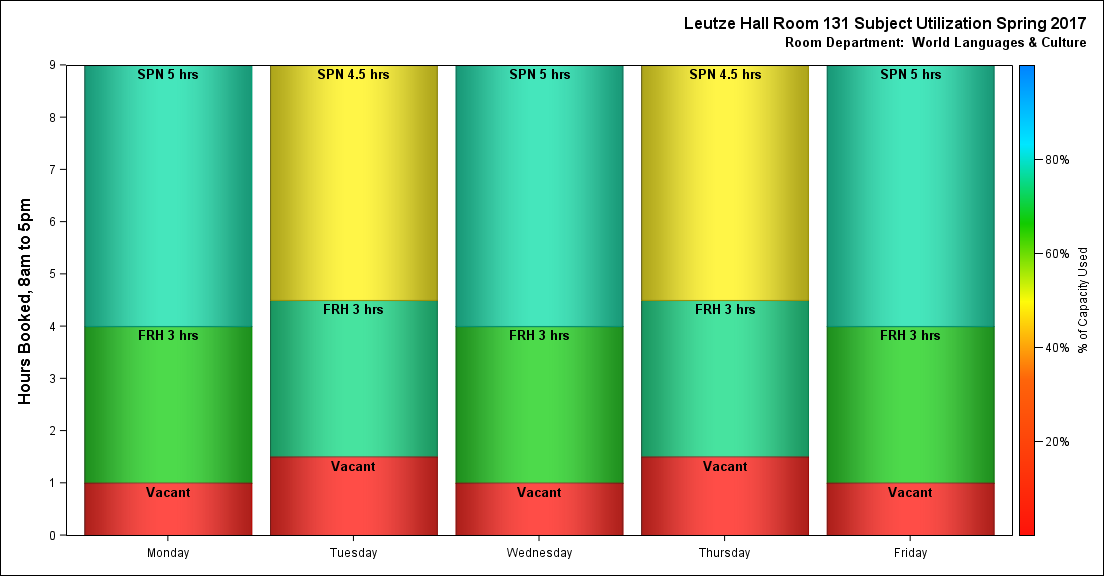 Leutze Hall Room 131 Subject Utilization Spring 2017
Room Department:  World Languages & Culture
Hours Booked, 8am to 5pm
9
8
7
6
5
4
3
2
1
0
SPN 5 hrs
FRH 3 hrs
Vacant
SPN 4.5 hrs
FRH 3 hrs
Vacant
SPN 5 hrs
FRH 3 hrs
Vacant
SPN 4.5 hrs
FRH 3 hrs
Vacant
SPN 5 hrs
FRH 3 hrs
Vacant
Monday
Tuesday
Wednesday
Thursday
Friday
80%
60%
40%
20%
% of Capacity Used